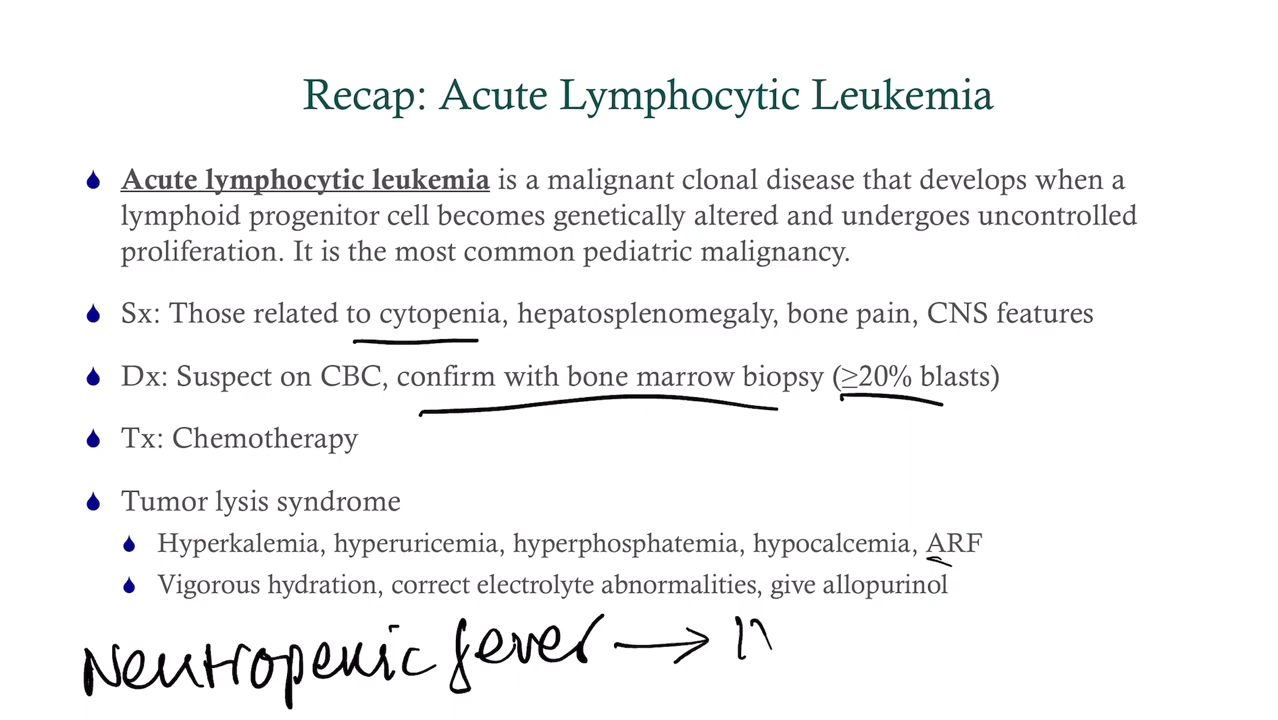 Recap: Acute Lymphocytic Leukemia
Acute lymphocytic leukemia is a malignant clonal disease that develops when a
lymphoid progenitor cell becomes genetically altered and undergoes uncontrolled
proliferation. It is the most common pediatric malignancy.
Sx: Those related to cytopenia, hepatosplenomegaly, bone pain, CNS features
Dx: Suspect on CBC, confirm with bone marrow biopsy (≥20% blasts)
Tx: Chemotherapy
Tumor lysis syndrome
Hyperkalemia, hyperuricemia, hyperphosphatemia, hypocalcemia, ARF
Vigorous hydration, correct electrolyte abnormalities, give allopurinol
Neutropenic fever →